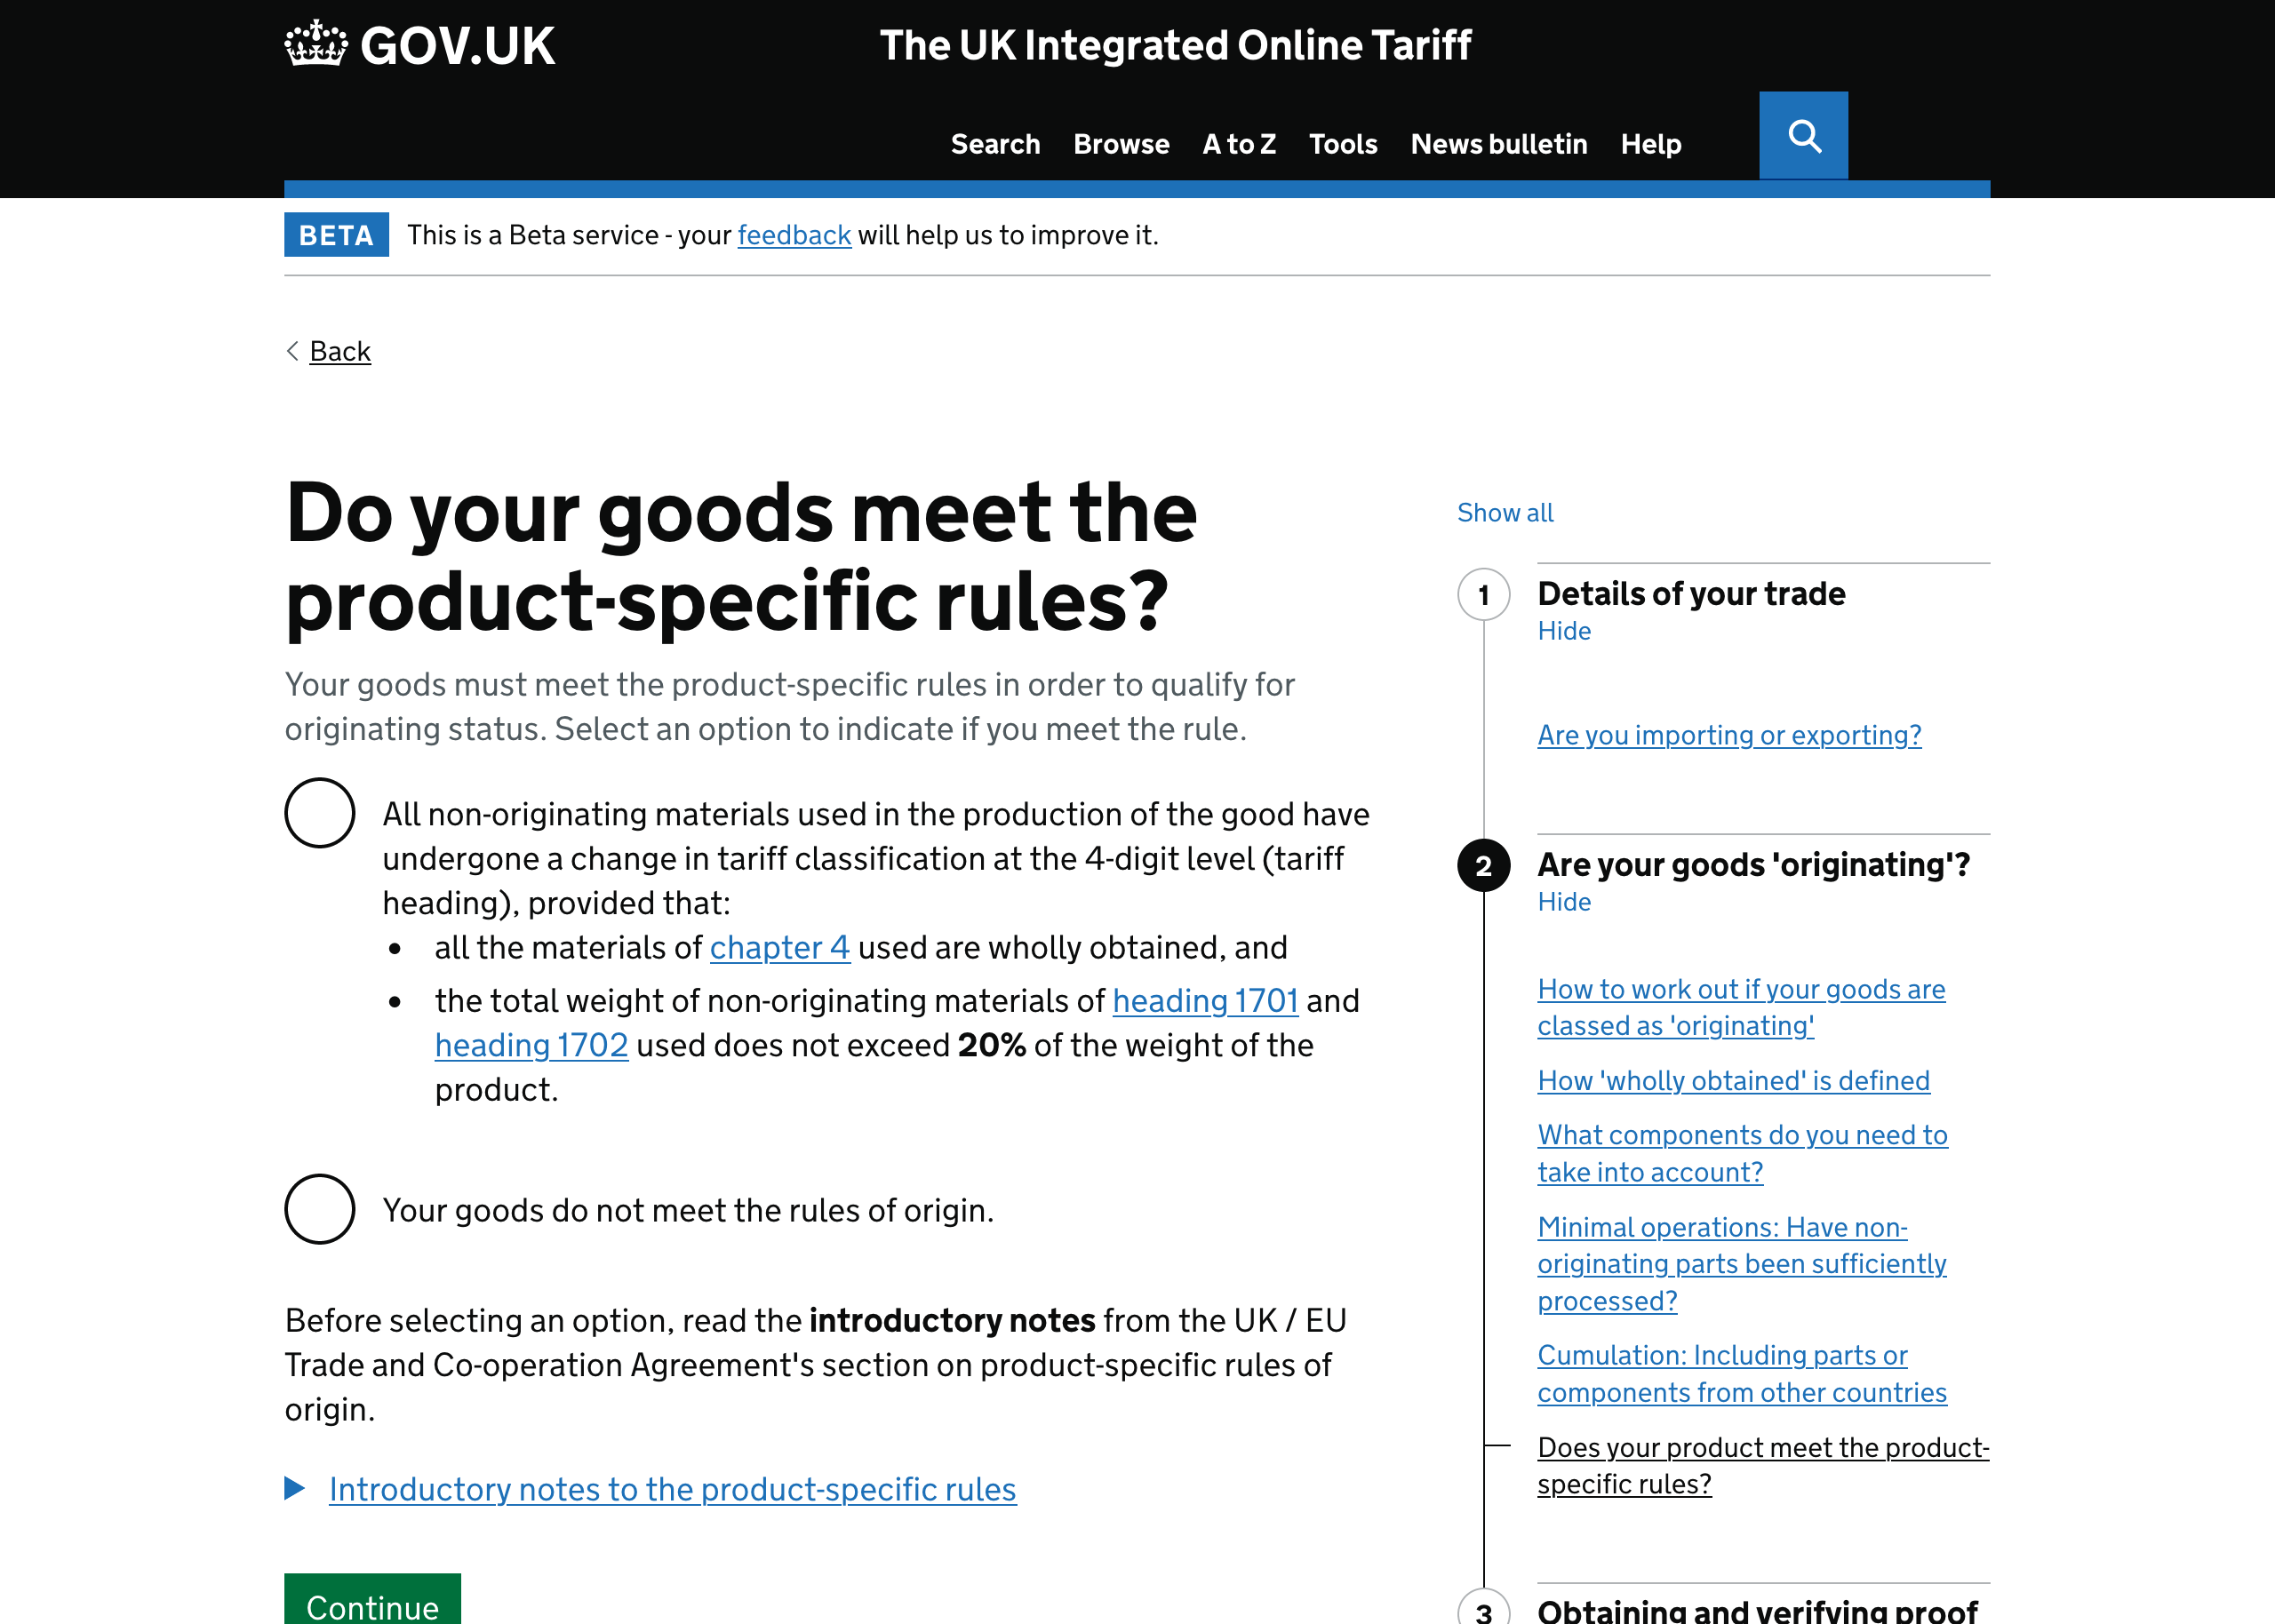 GOV.UK
The UK Integrated Online Tariff
Search Browse A to Z Tools News bulletin Help
BETA This is a Beta service - your feedback will help us to improve it.
Back
Do your goods meet the
product-specific rules?
Your goods must meet the product-specific rules in order to qualify for
originating status. Select an option to indicate if you meet the rule.
All non-originating materials used in the production of the good have
undergone a change in tariff classification at the 4-digit level (tariff
heading), provided that:
• all the materials of chapter 4 used are wholly obtained, and
• the total weight of non-originating materials of heading 1701 and
heading 1702 used does not exceed 20% of the weight of the
product.
Your goods do not meet the rules of origin.
Before selecting an option, read the introductory notes from the UK / EU
Trade and Co-operation Agreement's section on product-specific rules of
origin.
Introductory notes to the product-specific rules
Continue
Show all
1 Details of your trade
Hide
Are you importing or exporting?
2 Are your goods 'originating'?
Hide
How to work out if your goods are
classed as 'originating'
How 'wholly obtained' is defined
What components do you need to
take into account?
Minimal operations: Have non-
originating parts been sufficiently
processed?
Cumulation: Including parts or
components from other countries
Does your product meet the product-
specific rules?
3 Obtaining and verifying proof